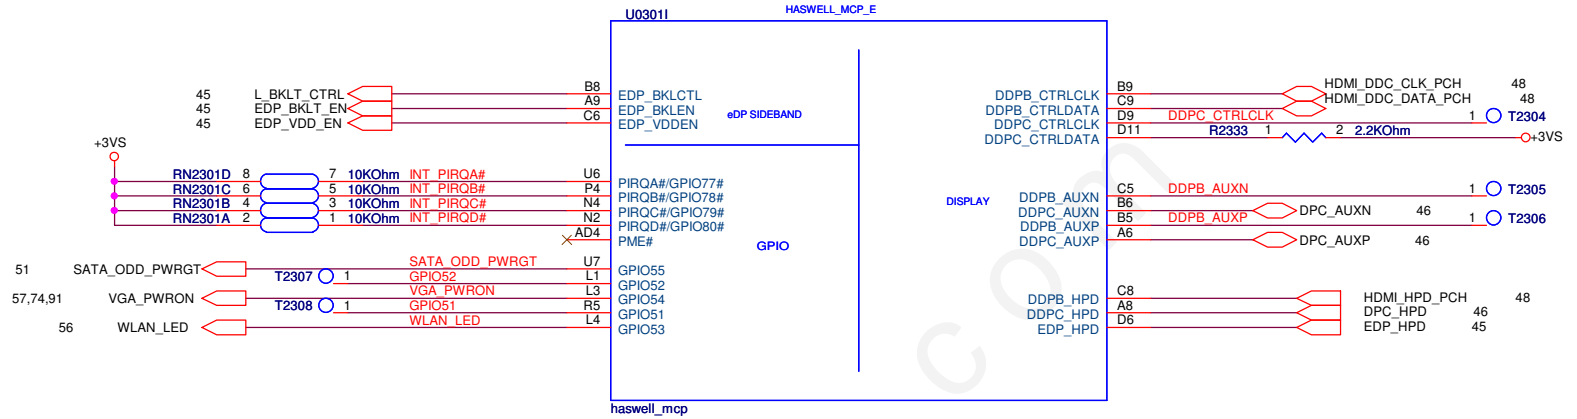 U0301I HASWELL_MCP_E
45 L_BKLT_CTRL B8 EDP_BKLCTL
45 EDP_BKLT_EN A9 EDP_BKLEN
45 EDP_VDD_EN C6 EDP_VDDEN
eDP SIDEBAND
+3VS
RN2301D 8 7 10KOhm INT_PIRQA# U6 PIRQA#/GPIO77#
RN2301C 6 5 10KOhm INT_PIRQB# P4 PIRQB#/GPIO78#
RN2301B 4 3 10KOhm INT_PIRQC# N4 PIRQC#/GPIO79#
RN2301A 2 1 10KOhm INT_PIRQD# N2 PIRQD#/GPIO80#
AD4 PME#
GPIO
51 SATA_ODD_PWRGT SATA_ODD_PWRGT U7 GPIO55
T2307 1 GPIO52 L1 GPIO52
57,74,91 VGA_PWRON VGA_PWRON L3 GPIO54
T2308 1 GPIO51 R5 GPIO51
56 WLAN_LED WLAN_LED L4 GPIO53
DDPB_CTRLCLK B9 HDMI_DDC_CLK_PCH 48
DDPB_CTRLDATA C9 HDMI_DDC_DATA_PCH 48
DDPC_CTRLCLK D9 DDPC_CTRLCLK 1 T2304
DDPC_CTRLDATA D11 R2333 1 2 2.2KOhm +3VS
DISPLAY
DDPB_AUXN C5 DDPB_AUXN 1 T2305
DDPC_AUXN B6 DPC_AUXN 46
DDPB_AUXP B5 DDPB_AUXP 1 T2306
DDPC_AUXP A6 DPC_AUXP 46
DDPB_HPD C8 HDMI_HPD_PCH 48
DDPC_HPD A8 DPC_HPD 46
EDP_HPD D6 EDP_HPD 45
haswell_mcp
com